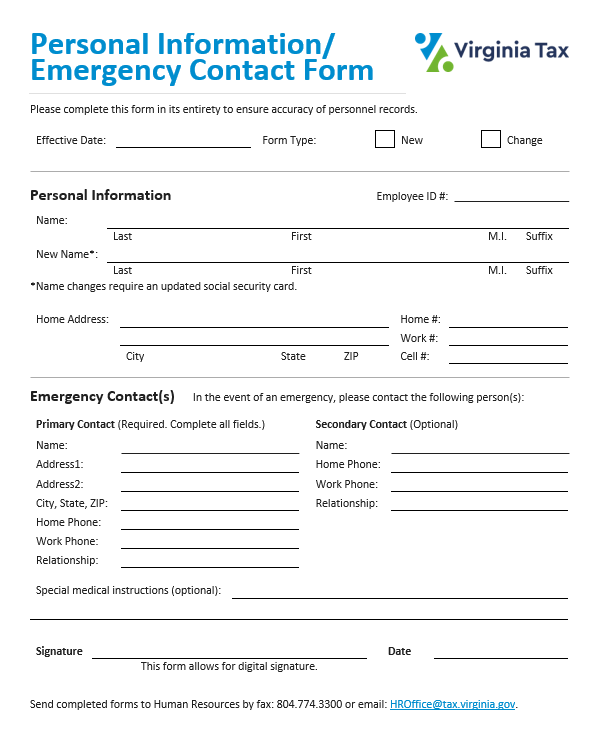 Personal Information/
Emergency Contact Form
Virginia Tax
Please complete this form in its entirety to ensure accuracy of personnel records.
Effective Date: Form Type: New Change
Personal Information Employee ID #:
Name:
Last First M.I. Suffix
New Name*:
Last First M.I. Suffix
*Name changes require an updated social security card.
Home Address: Home #:
Work #:
City State ZIP Cell #:
Emergency Contact(s) In the event of an emergency, please contact the following person(s):
Primary Contact (Required. Complete all fields.) Secondary Contact (Optional)
Name: Name:
Address1: Home Phone:
Address2: Work Phone:
City, State, ZIP: Relationship:
Home Phone:
Work Phone:
Relationship:
Special medical instructions (optional):
Signature Date
This form allows for digital signature.
Send completed forms to Human Resources by fax: 804.774.3300 or email: HROffice@tax.virginia.gov.